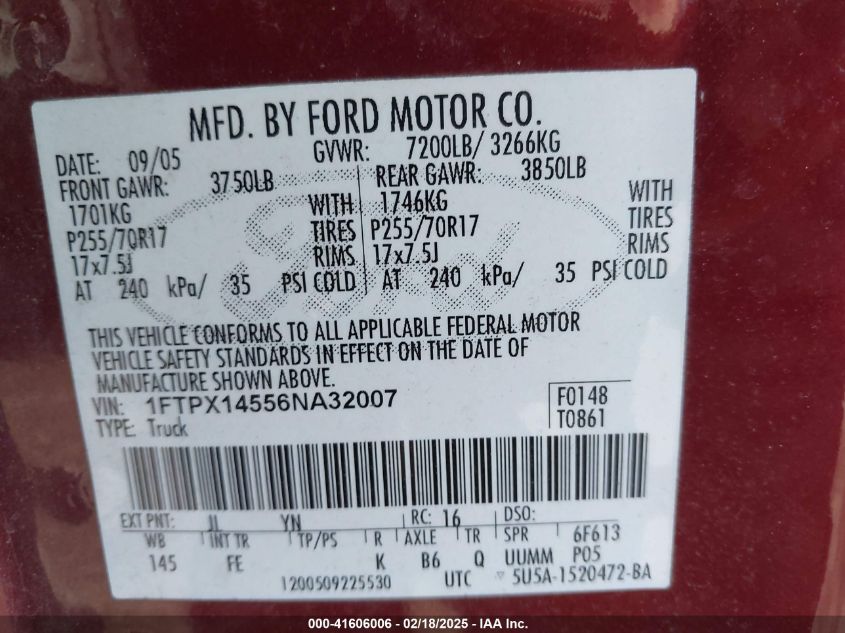 MFD. BY FORD MOTOR CO.
DATE: 09/05 GVWR: 7200LB/ 3266KG
FRONT GAWR: 3750LB REAR GAWR: 3850LB
1701KG WITH 1746KG WITH
P255/70R17 TIRES P255/70R17 TIRES
17x7.5J RIMS 17x7.5J RIMS
AT 240 kPa/ 35 PSI COLD AT 240 kPa/ 35 PSI COLD
THIS VEHICLE CONFORMS TO ALL APPLICABLE FEDERAL MOTOR
VEHICLE SAFETY STANDARDS IN EFFECT ON THE DATE OF
MANUFACTURE SHOWN ABOVE.
VIN: 1FTPX14556NA32007 F0148
TYPE: Truck T0861
EXT PNT: JL YN RC: 16 DSO:
WB INT TR TP/PS R AXLE TR SPR 6F613
145 FE K B6 Q UUMM P05
1200509225530 UTC 5U5A-1520472-BA
Ford
000-41606006 - 02/18/2025 - IAA Inc.